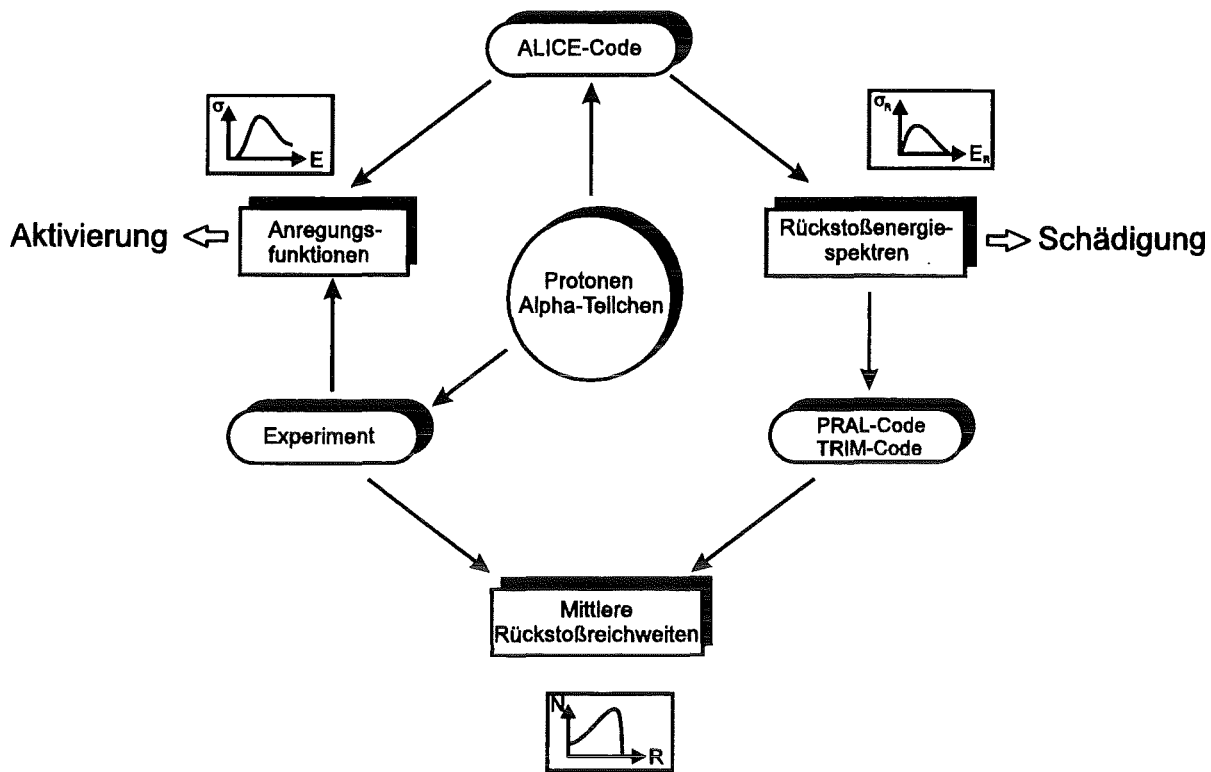 ALICE-Code
σ
E
σR
ER
Aktivierung
Anregungs-
funktionen
Protonen
Alpha-Teilchen
Rückstoßenergie-
spektren
Schädigung
Experiment
PRAL-Code
TRIM-Code
Mittlere
Rückstoßreichweiten
N
R